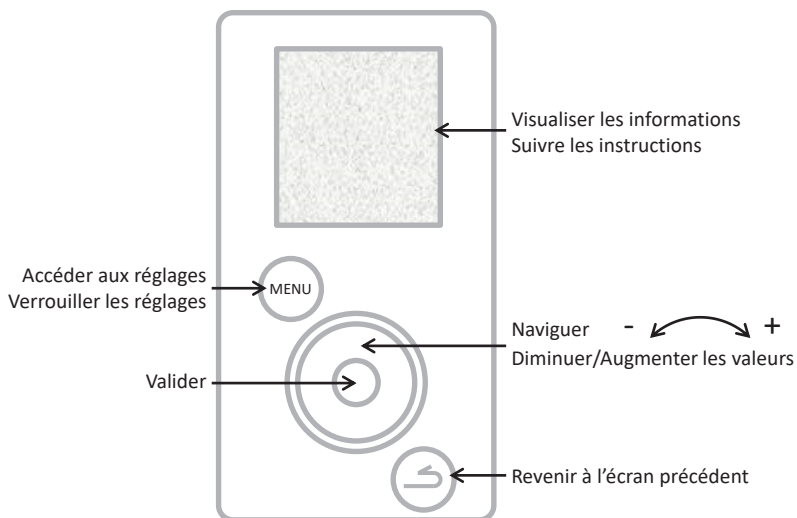 Visualiser les informations
Suivre les instructions
Accéder aux réglages
Verrouiller les réglages
MENU
Naviguer - +
Diminuer/Augmenter les valeurs
Valider
Revenir à l'écran précédent